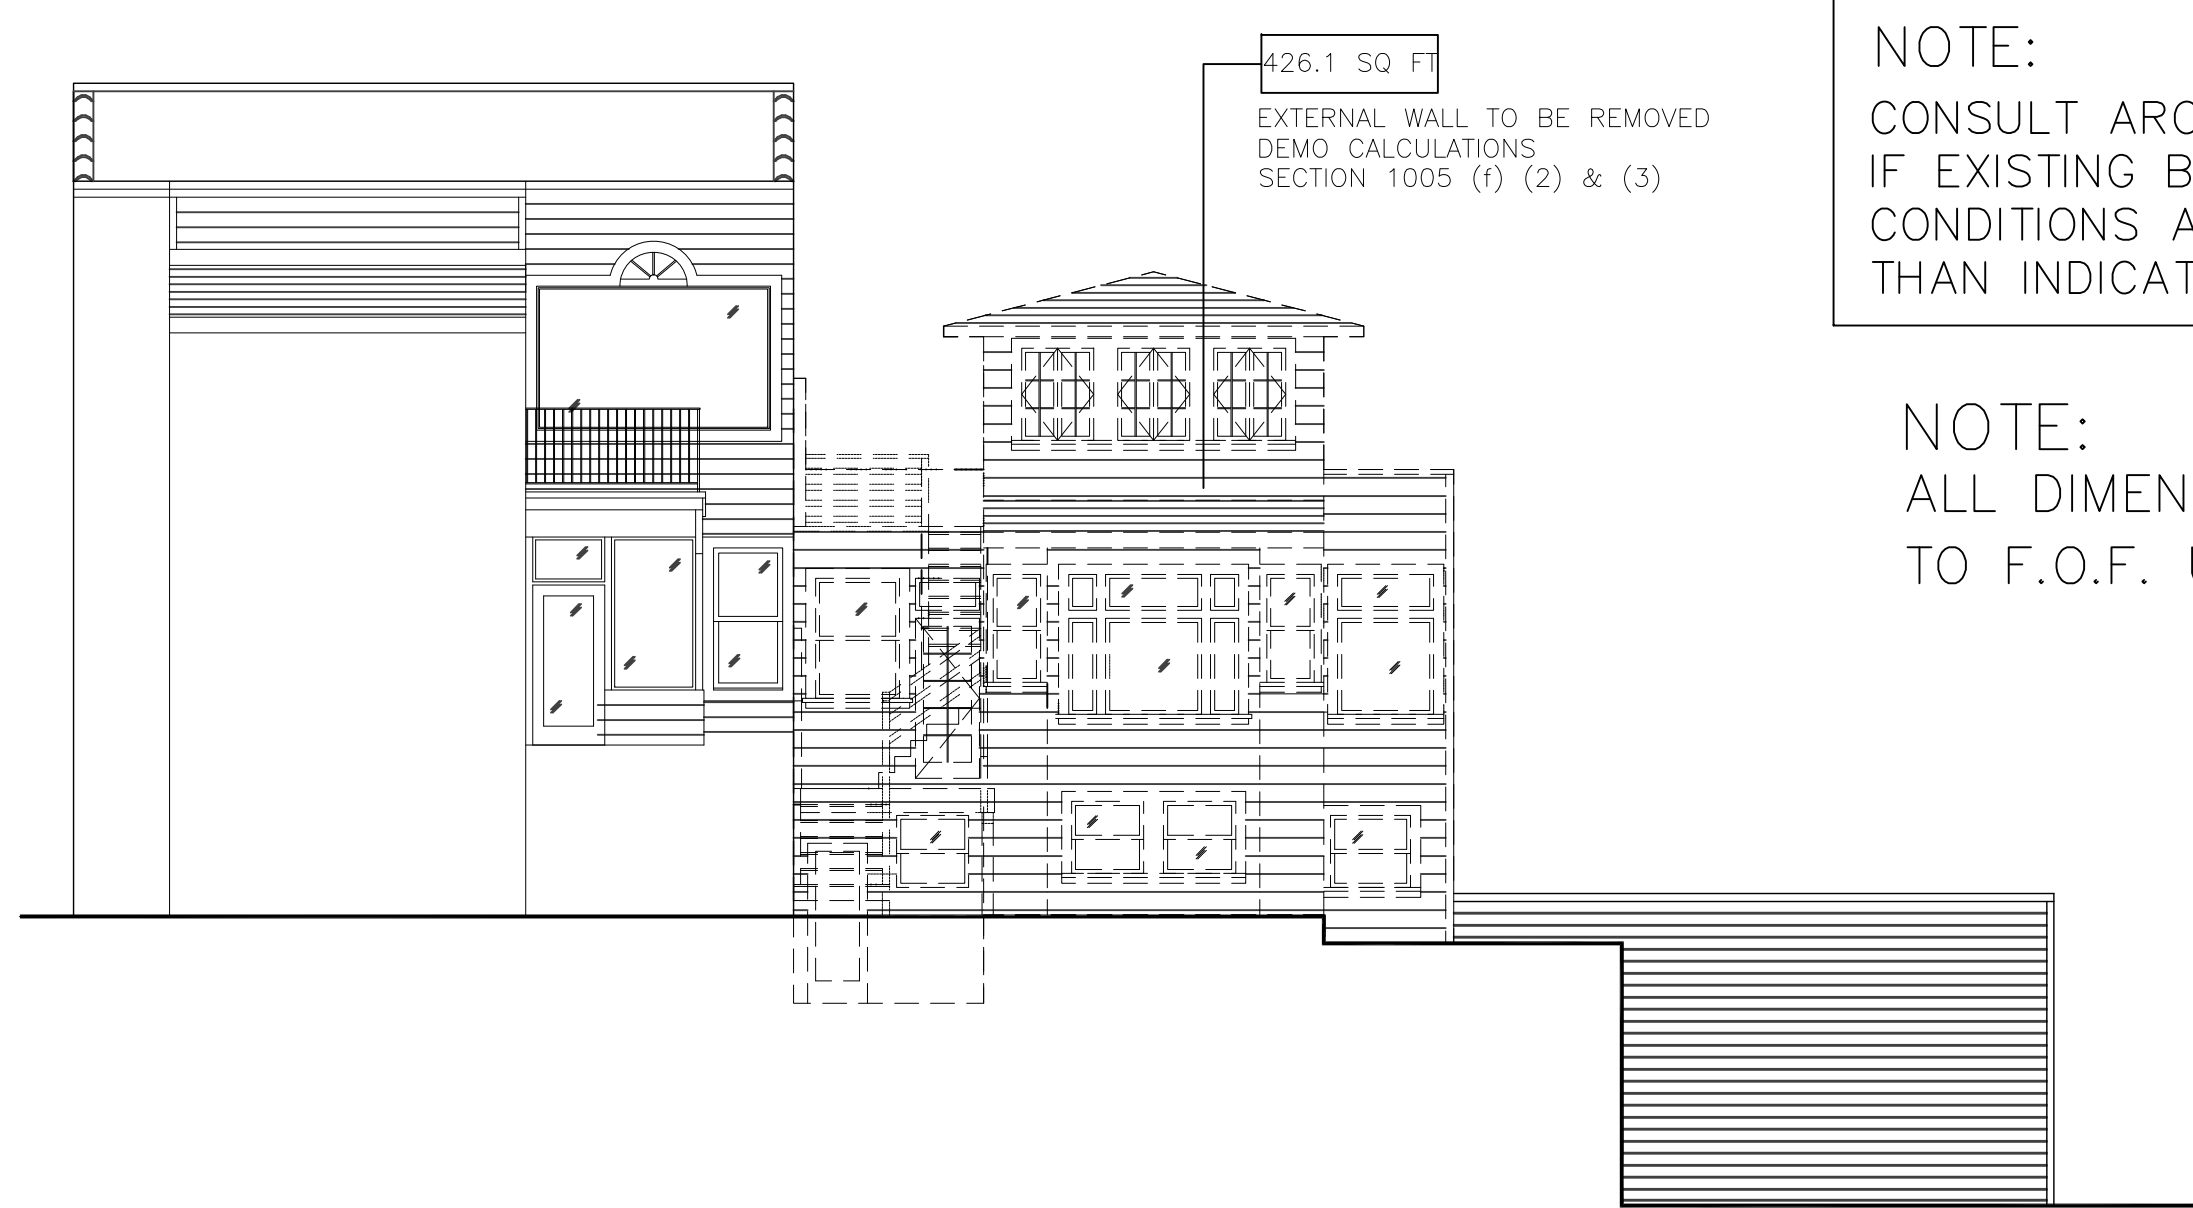 426.1 SQ FT
EXTERNAL WALL TO BE REMOVED
DEMO CALCULATIONS
SECTION 1005 (f) (2) & (3)
NOTE:
CONSULT ARC
IF EXISTING B
CONDITIONS A
THAN INDICAT
NOTE:
ALL DIMEN
TO F.O.F. U